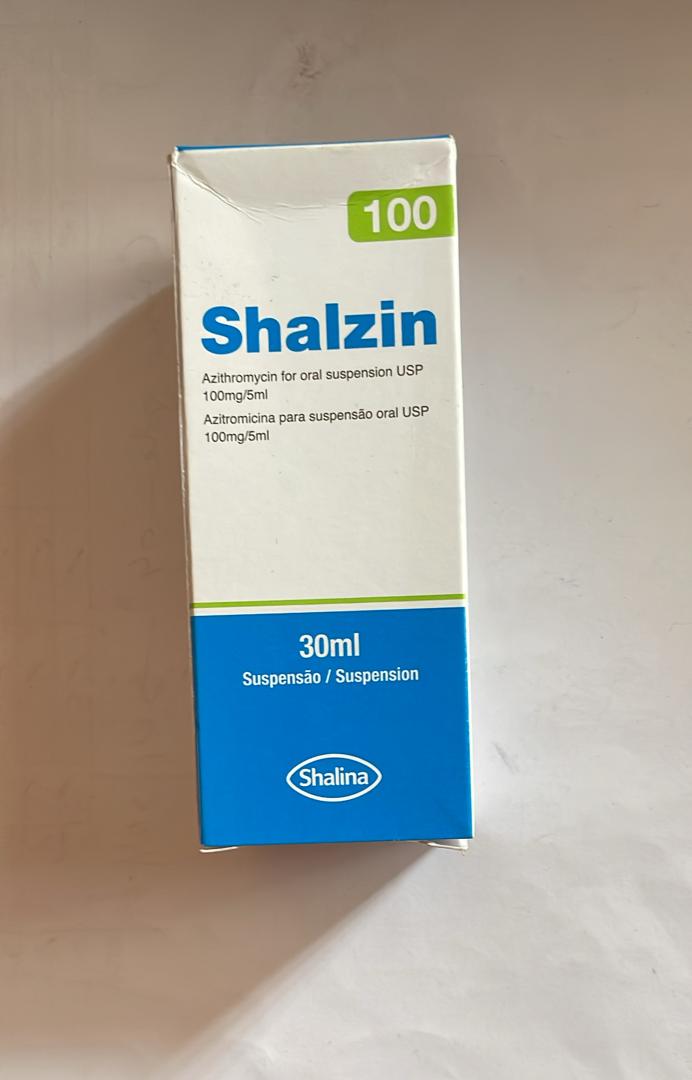 100
Shalzin
Azithromycin for oral suspension USP
100mg/5ml
Azitromicina para suspensão oral USP
100mg/5ml
30ml
Suspensão / Suspension
Shalina